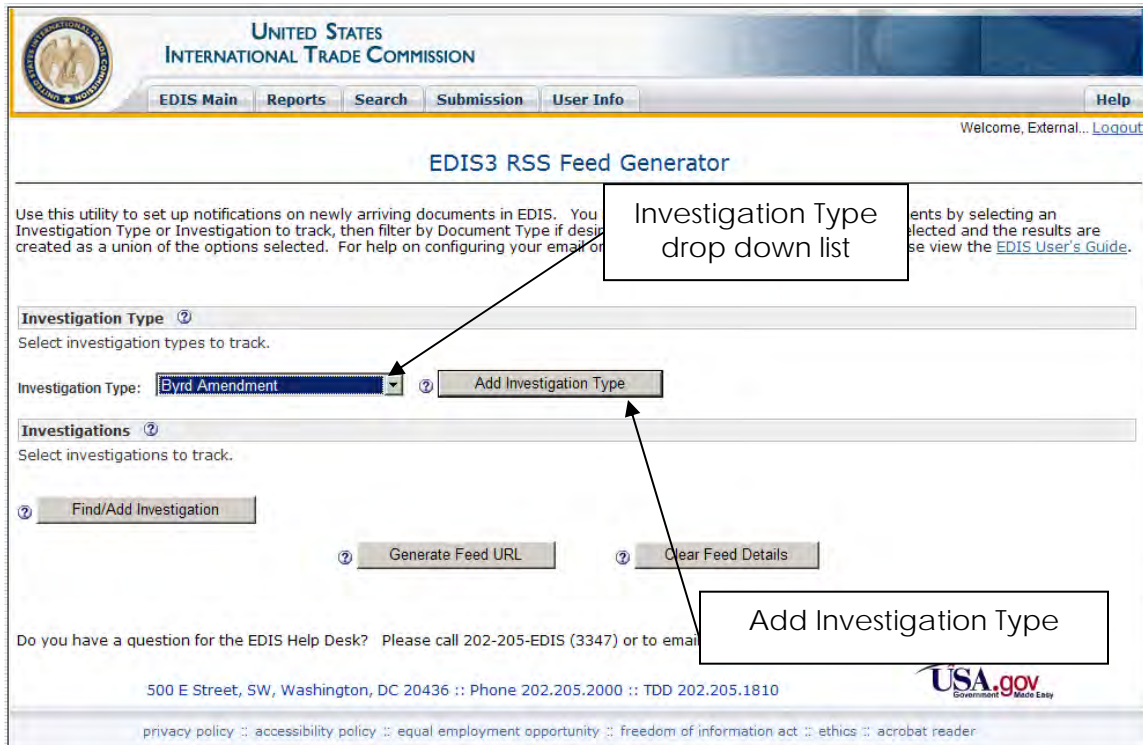 UNITED STATES
INTERNATIONAL TRADE COMMISSION
EDIS Main Reports Search Submission User Info Help
Welcome, External... Logout
EDIS3 RSS Feed Generator
Use this utility to set up notifications on newly arriving documents in EDIS. You ents by selecting an
Investigation Type or Investigation to track, then filter by Document Type if desir elected and the results are
created as a union of the options selected. For help on configuring your email or se view the EDIS User's Guide.
Investigation Type
drop down list
Investigation Type
Select investigation types to track.
Investigation Type: Byrd Amendment Add Investigation Type
Investigations
Select investigations to track.
Find/Add Investigation
Generate Feed URL Clear Feed Details
Add Investigation Type
Do you have a question for the EDIS Help Desk? Please call 202-205-EDIS (3347) or to email
500 E Street, SW, Washington, DC 20436 :: Phone 202.205.2000 :: TDD 202.205.1810
USA.gov
Government Made Easy
privacy policy :: accessibility policy :: equal employment opportunity :: freedom of information act :: ethics :: acrobat reader